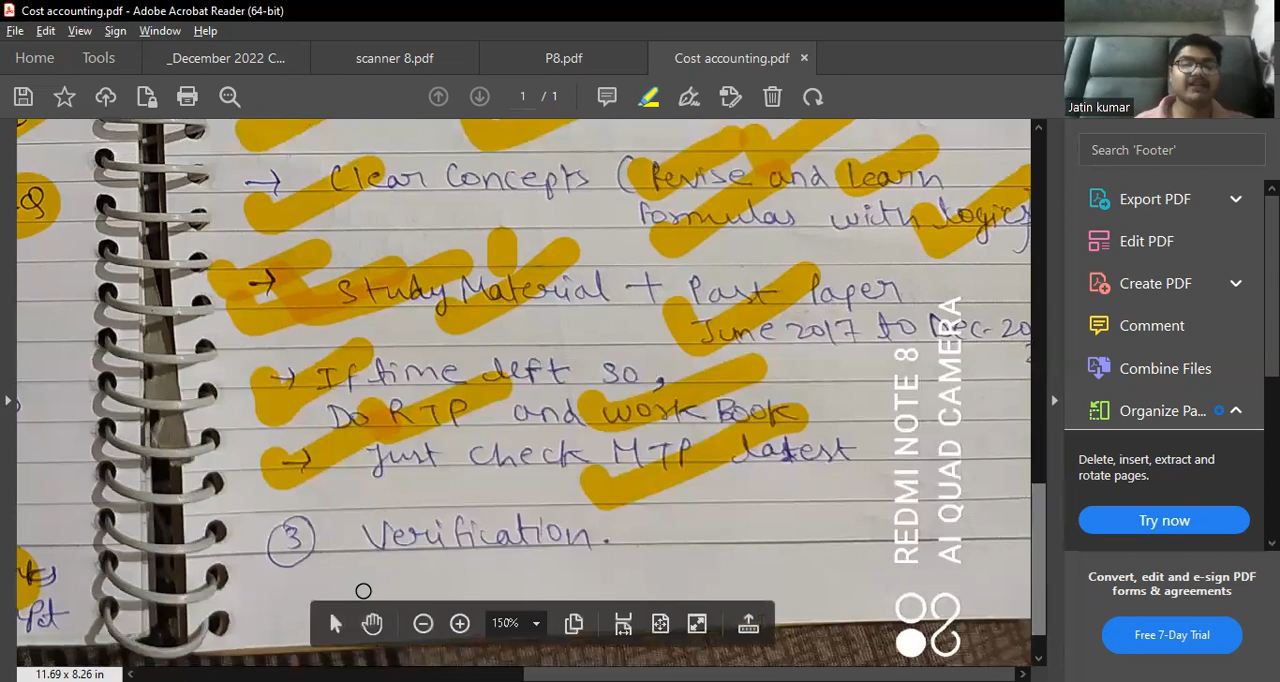 Cost accounting.pdf - Adobe Acrobat Reader (64-bit)
File Edit View Sign Window Help
Home Tools _December 2022 C... scanner 8.pdf P8.pdf Cost accounting.pdf ×
1 / 1
Jatin kumar
Search 'Footer'
→ Clear Concepts (Revise and Learn
formulas with logics)
→ Study Material + Past Paper
June 2017 to Dec-20
→ If time left so,
Do RTP and work Book
→ Just check MTP latest
③ Verification.
REDMI NOTE 8
AI QUAD CAMERA
Export PDF
Edit PDF
Create PDF
Comment
Combine Files
Organize Pa...
Delete, insert, extract and
rotate pages.
Try now
Convert, edit and e-sign PDF
forms & agreements
Free 7-Day Trial
150%
11.69 x 8.26 in